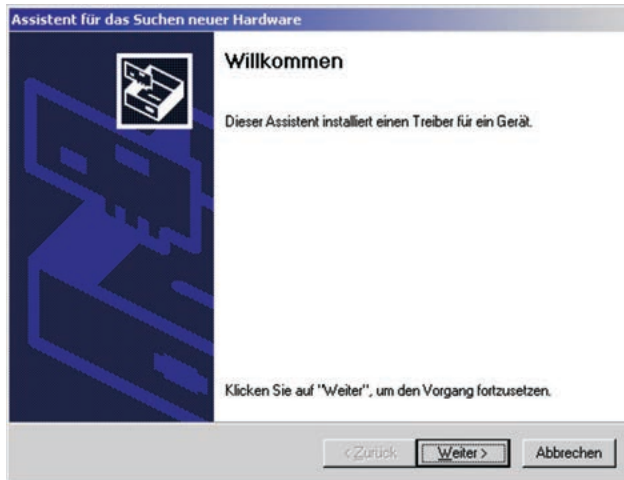 Assistent für das Suchen neuer Hardware
Willkommen
Dieser Assistent installiert einen Treiber für ein Gerät.
Klicken Sie auf "Weiter", um den Vorgang fortzusetzen.
< Zurück
Weiter >
Abbrechen